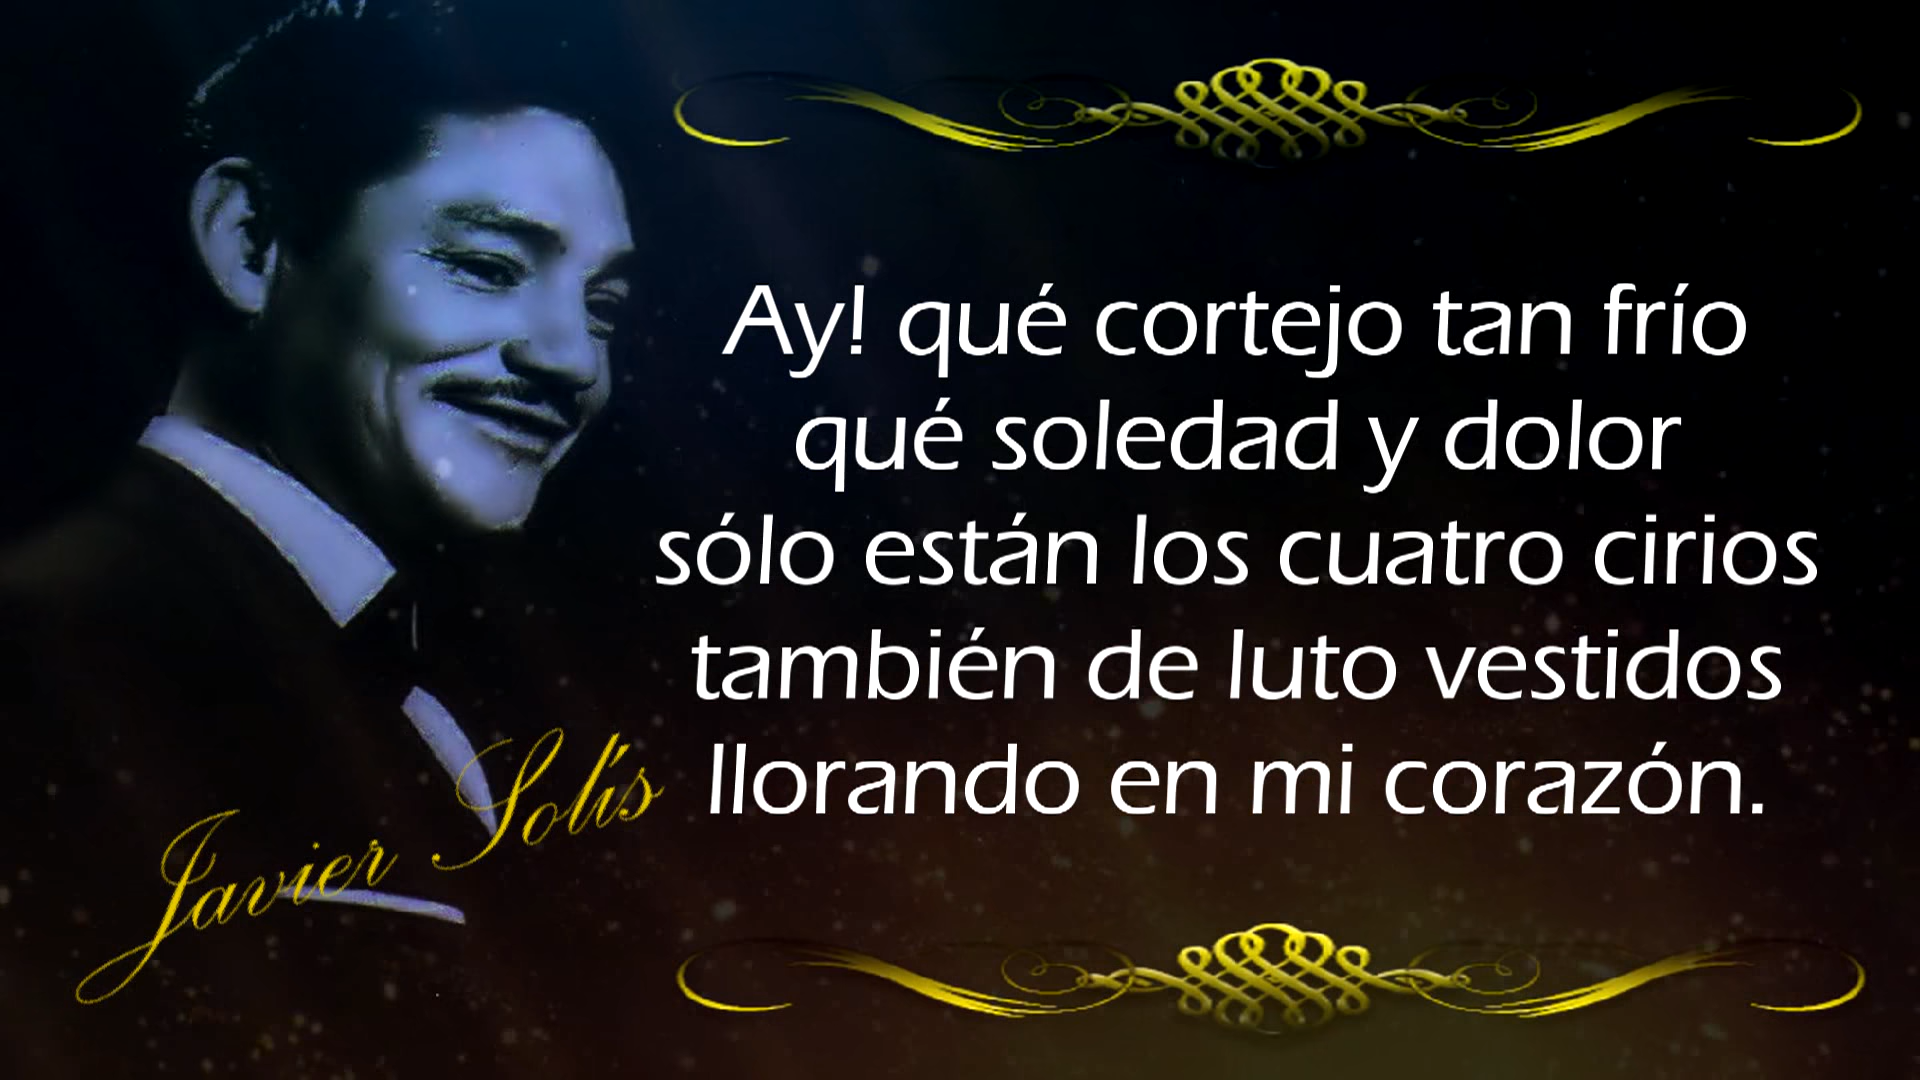 Ay! qué cortejo tan frío
qué soledad y dolor
sólo están los cuatro cirios
también de luto vestidos
llorando en mi corazón.
Javier Solís